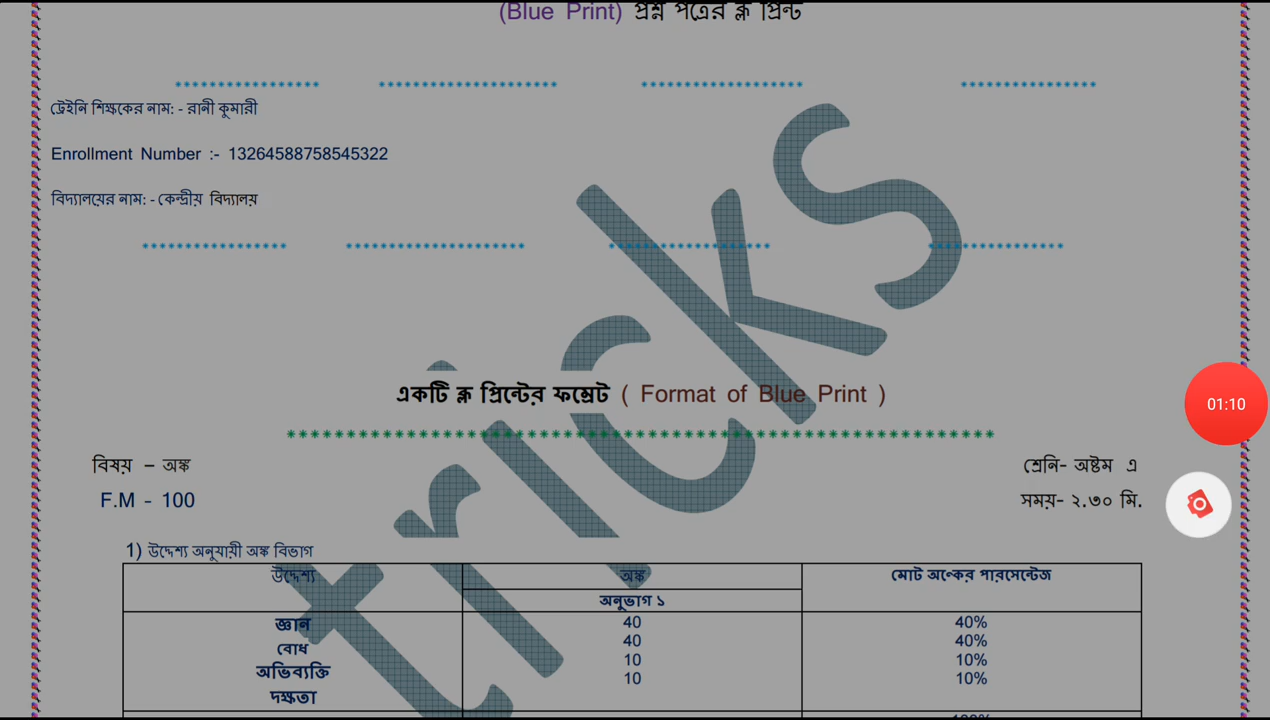 (Blue Print) প্রশ্ন পত্রের ব্লু প্রিন্ট
ট্রেইনি শিক্ষকের নাম: - রানী কুমারী
Enrollment Number :- 13264588758545322
বিদ্যালয়ের নাম: - কেন্দ্রীয় বিদ্যালয়
একটি ব্লু প্রিন্টের ফর্মেট ( Format of Blue Print )
বিষয় – অঙ্ক
শ্রেনি- অষ্টম এ
F.M - 100
সময়- ২.৩০ মি.
01:10
1) উদ্দেশ্য অনুযায়ী অঙ্ক বিভাগ
উদ্দেশ্য অঙ্ক মোট অঙ্কের পারসেন্টেজ
অনুভাগ ১
জ্ঞান 40 40%
বোধ 40 40%
অভিব্যক্তি 10 10%
দক্ষতা 10 10%
100%
tricks